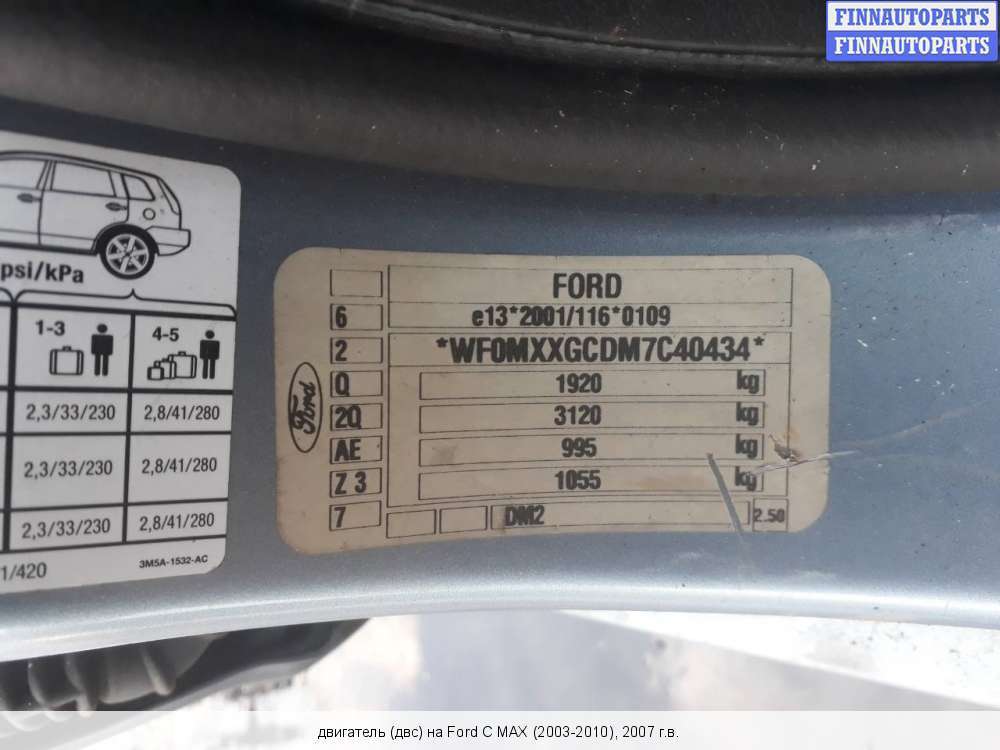 FINNAUTOPARTS
FINNAUTOPARTS
psi/kPa
1-3 4-5
2,3/33/230 2,8/41/280
2,3/33/230 2,8/41/280
2,3/33/230 2,8/41/280
3M5A-1532-AC
1/420
Ford
FORD
6 e13*2001/116*0109
2 *WF0MXXGCDM7C40434*
Q 1920 kg
2Q 3120 kg
AE 995 kg
Z 3 1055 kg
7 DM2 2.50
двигатель (двс) на Ford C MAX (2003-2010), 2007 г.в.